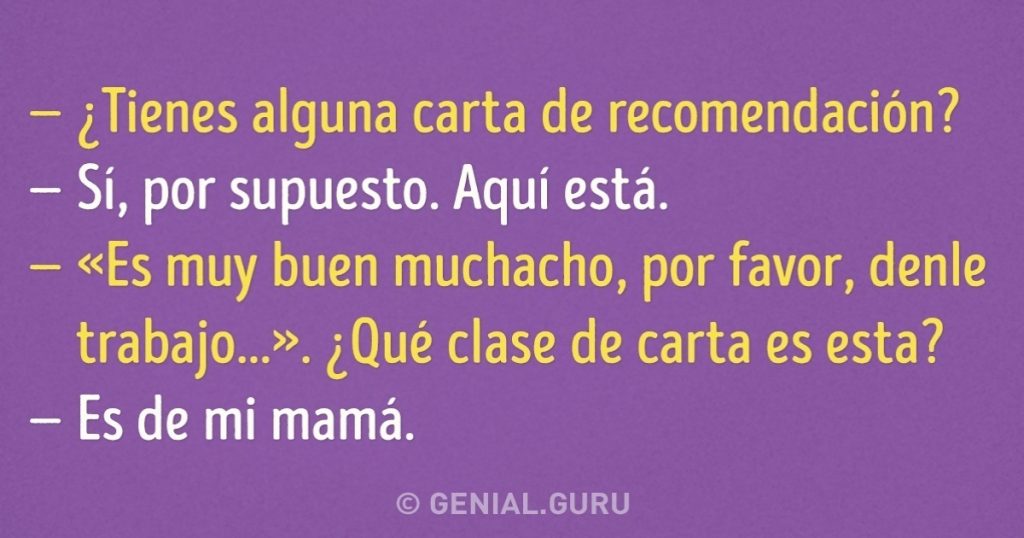 – ¿Tienes alguna carta de recomendación?
– Sí, por supuesto. Aquí está.
– «Es muy buen muchacho, por favor, denle
trabajo...». ¿Qué clase de carta es esta?
– Es de mi mamá.
© GENIAL.GURU